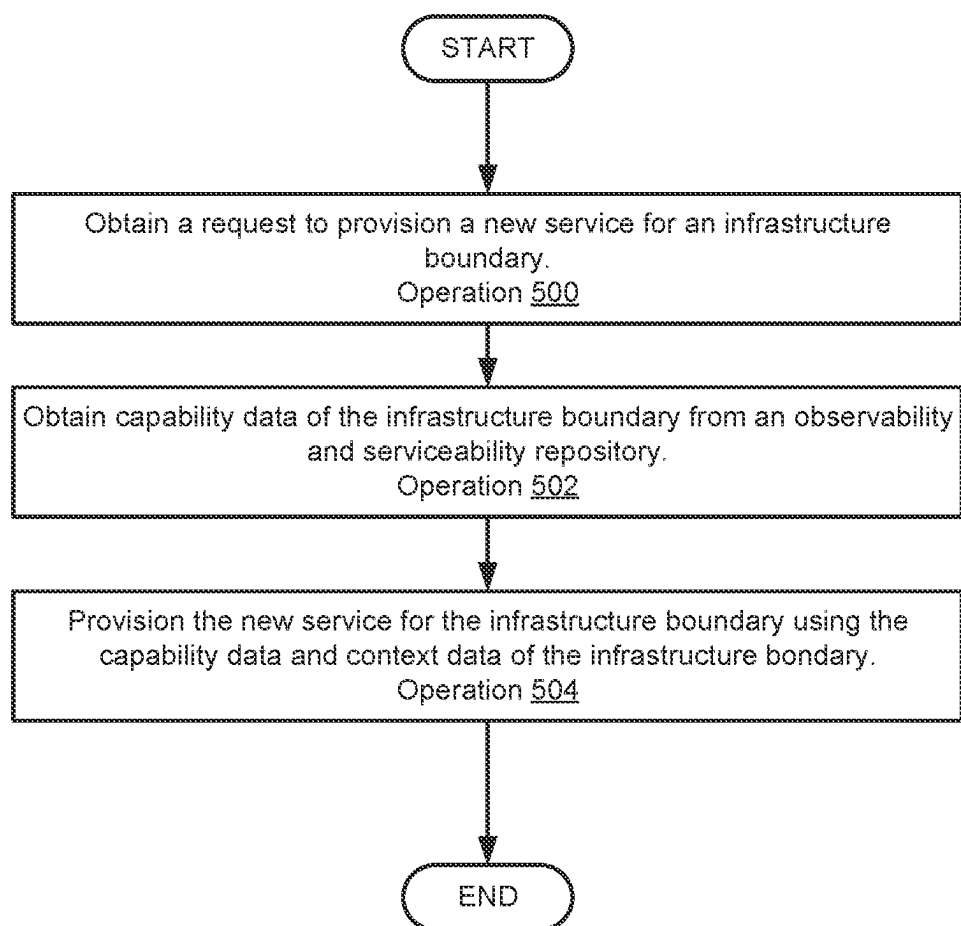 START
Obtain a request to provision a new service for an infrastructure
boundary.
Operation 500
Obtain capability data of the infrastructure boundary from an observability
and serviceability repository.
Operation 502
Provision the new service for the infrastructure boundary using the
capability data and context data of the infrastructure bondary.
Operation 504
END